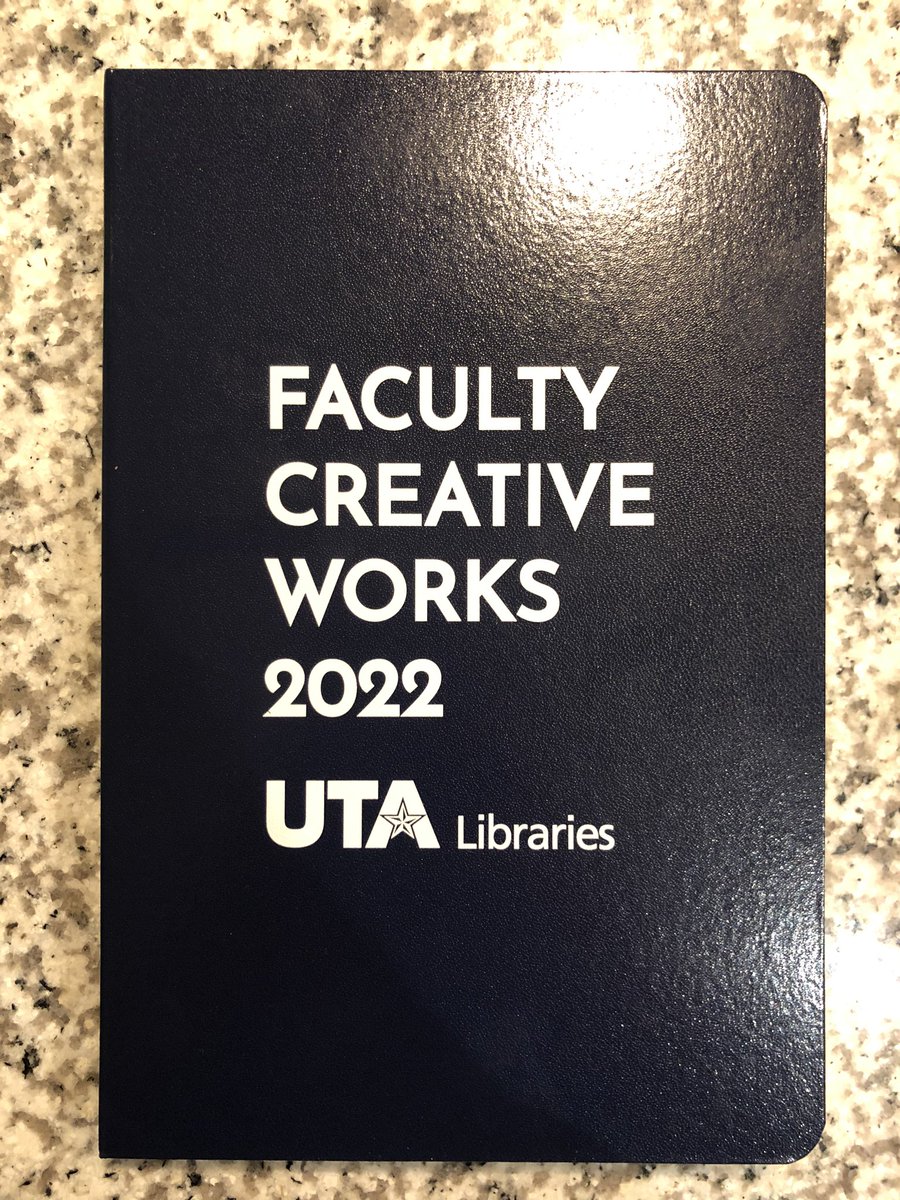 FACULTY
CREATIVE
WORKS
2022
UTA Libraries